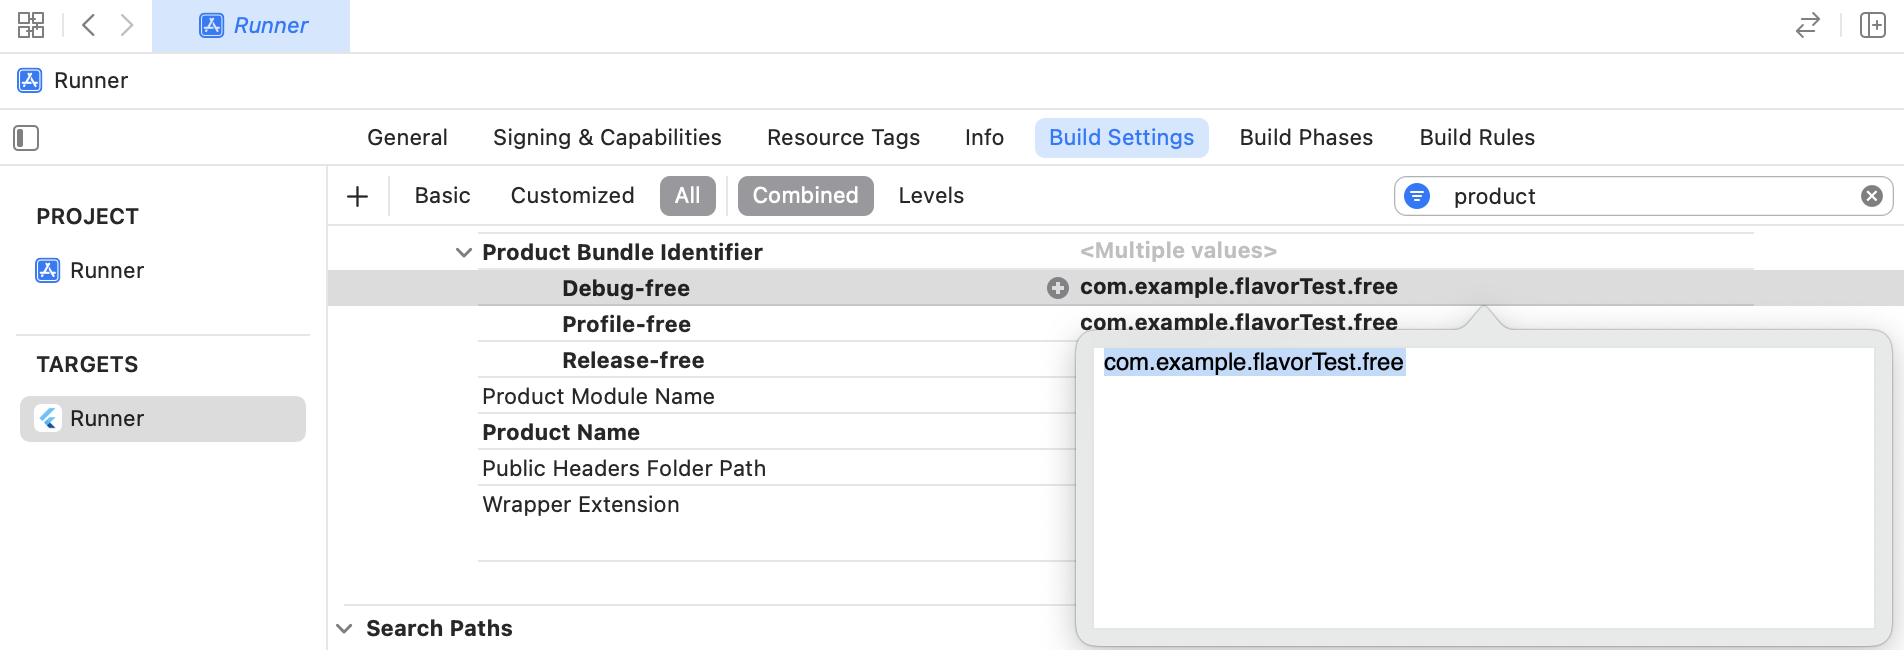 Runner
Runner
General Signing & Capabilities Resource Tags Info Build Settings Build Phases Build Rules
Basic Customized All Combined Levels product
PROJECT
Runner
TARGETS
Runner
Product Bundle Identifier <Multiple values>
Debug-free com.example.flavorTest.free
Profile-free com.example.flavorTest.free
Release-free
com.example.flavorTest.free
Product Module Name
Product Name
Public Headers Folder Path
Wrapper Extension
Search Paths